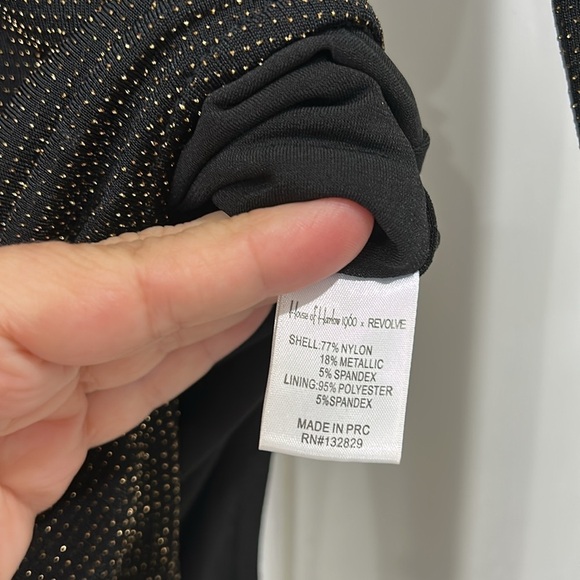 House of Harlow 1960 x REVOLVE
SHELL:77% NYLON
18% METALLIC
5% SPANDEX
LINING:95% POLYESTER
5%SPANDEX
MADE IN PRC
RN#132829